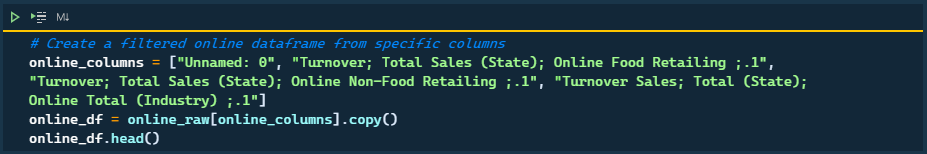 M↓
# Create a filtered online dataframe from specific columns
online_columns = ["Unnamed: 0", "Turnover; Total Sales (State); Online Food Retailing ;.1",
"Turnover; Total Sales (State); Online Non-Food Retailing ;.1", "Turnover Sales; Total (State);
Online Total (Industry) ;.1"]
online_df = online_raw[online_columns].copy()
online_df.head()